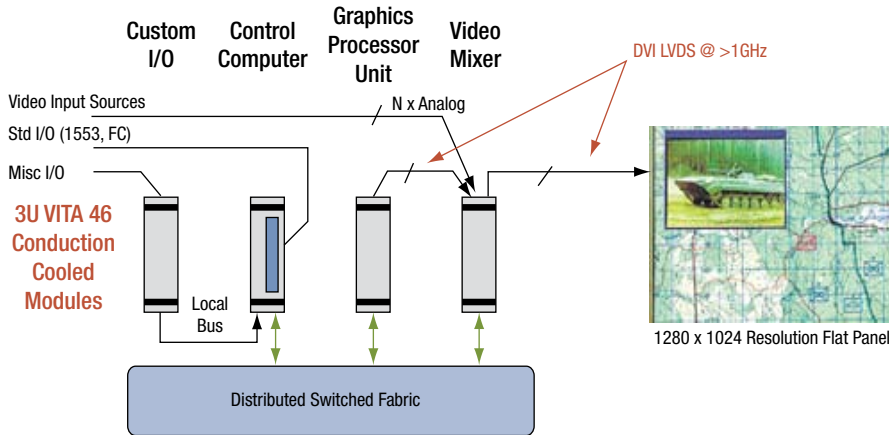 Custom
I/O
Control
Computer
Graphics
Processor
Unit
Video
Mixer
DVI LVDS @ >1GHz
Video Input Sources
N x Analog
Std I/O (1553, FC)
Misc I/O
3U VITA 46
Conduction
Cooled
Modules
Local
Bus
1280 x 1024 Resolution Flat Panel
Distributed Switched Fabric